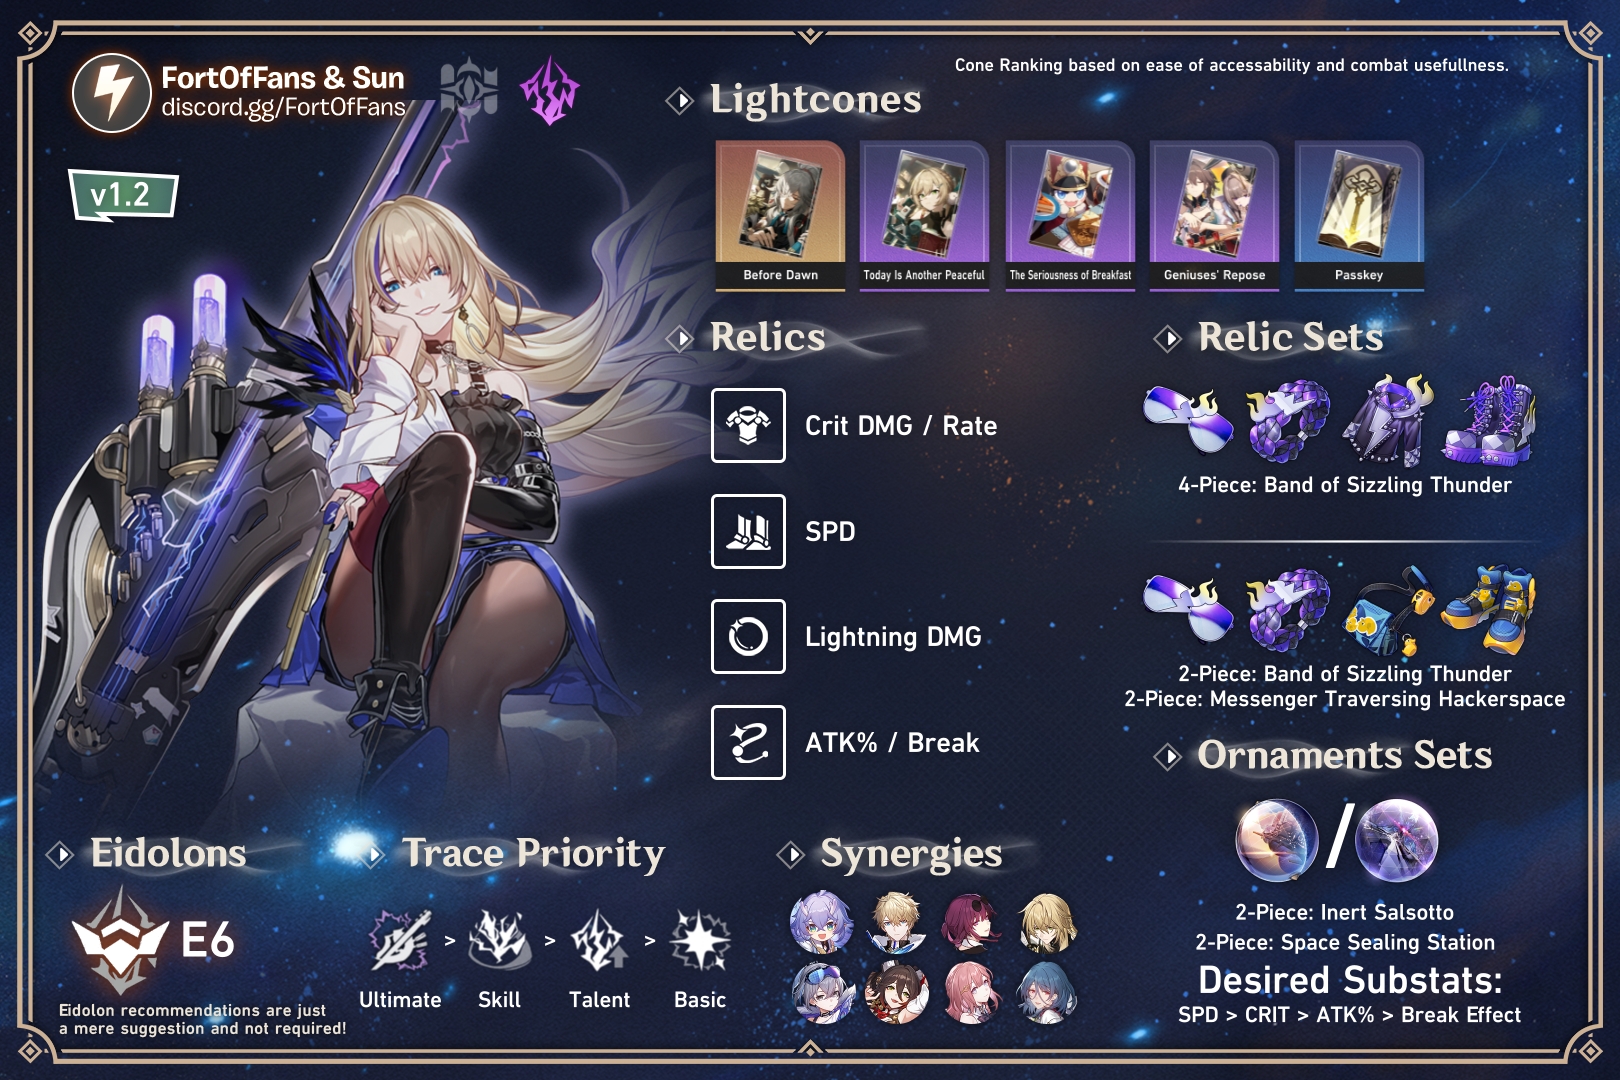 FortOfFans & Sun
discord.gg/FortOfFans
v1.2
Cone Ranking based on ease of accessability and combat usefullness.
Lightcones
Before Dawn
Today Is Another Peaceful
The Seriousness of Breakfast
Geniuses' Repose
Passkey
Relics
Crit DMG / Rate
SPD
Lightning DMG
ATK% / Break
Relic Sets
4-Piece: Band of Sizzling Thunder
2-Piece: Band of Sizzling Thunder
2-Piece: Messenger Traversing Hackerspace
Ornaments Sets
/
2-Piece: Inert Salsotto
2-Piece: Space Sealing Station
Desired Substats:
SPD > CRIT > ATK% > Break Effect
Eidolons
E6
Eidolon recommendations are just
a mere suggestion and not required!
Trace Priority
> > >
Ultimate Skill Talent Basic
Synergies